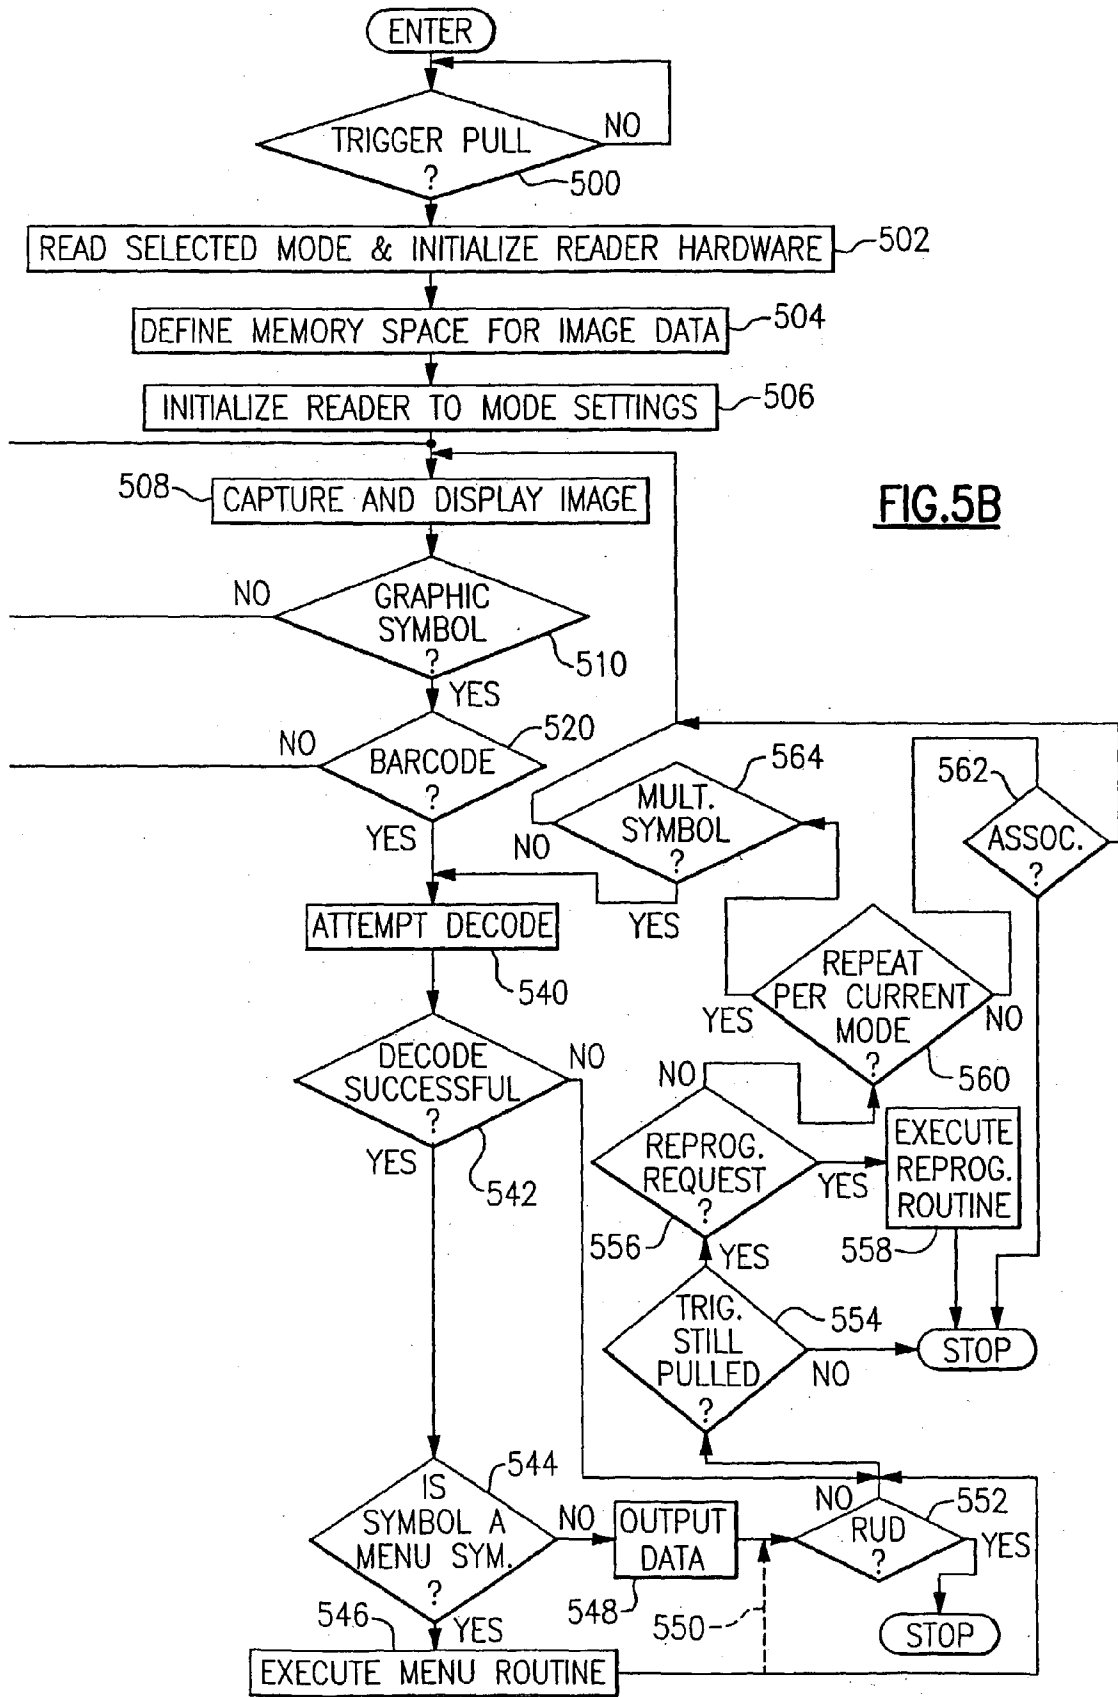 ENTER
TRIGGER PULL
?
NO
500
READ SELECTED MODE & INITIALIZE READER HARDWARE
502
DEFINE MEMORY SPACE FOR IMAGE DATA
504
INITIALIZE READER TO MODE SETTINGS
506
508
CAPTURE AND DISPLAY IMAGE
FIG.5B
NO
GRAPHIC
SYMBOL
?
510
YES
NO
520
BARCODE
?
YES
564
MULT.
SYMBOL
?
NO
YES
562
ASSOC.
?
ATTEMPT DECODE
540
REPEAT
PER CURRENT
MODE
?
YES
NO
560
DECODE
SUCCESSFUL
?
NO
YES
542
NO
REPROG.
REQUEST
?
YES
556
YES
EXECUTE
REPROG.
ROUTINE
558
TRIG.
STILL
PULLED
?
554
NO
STOP
544
IS
SYMBOL A
MENU SYM.
?
NO
OUTPUT
DATA
548
550
NO
552
RUD
?
YES
STOP
546
YES
EXECUTE MENU ROUTINE